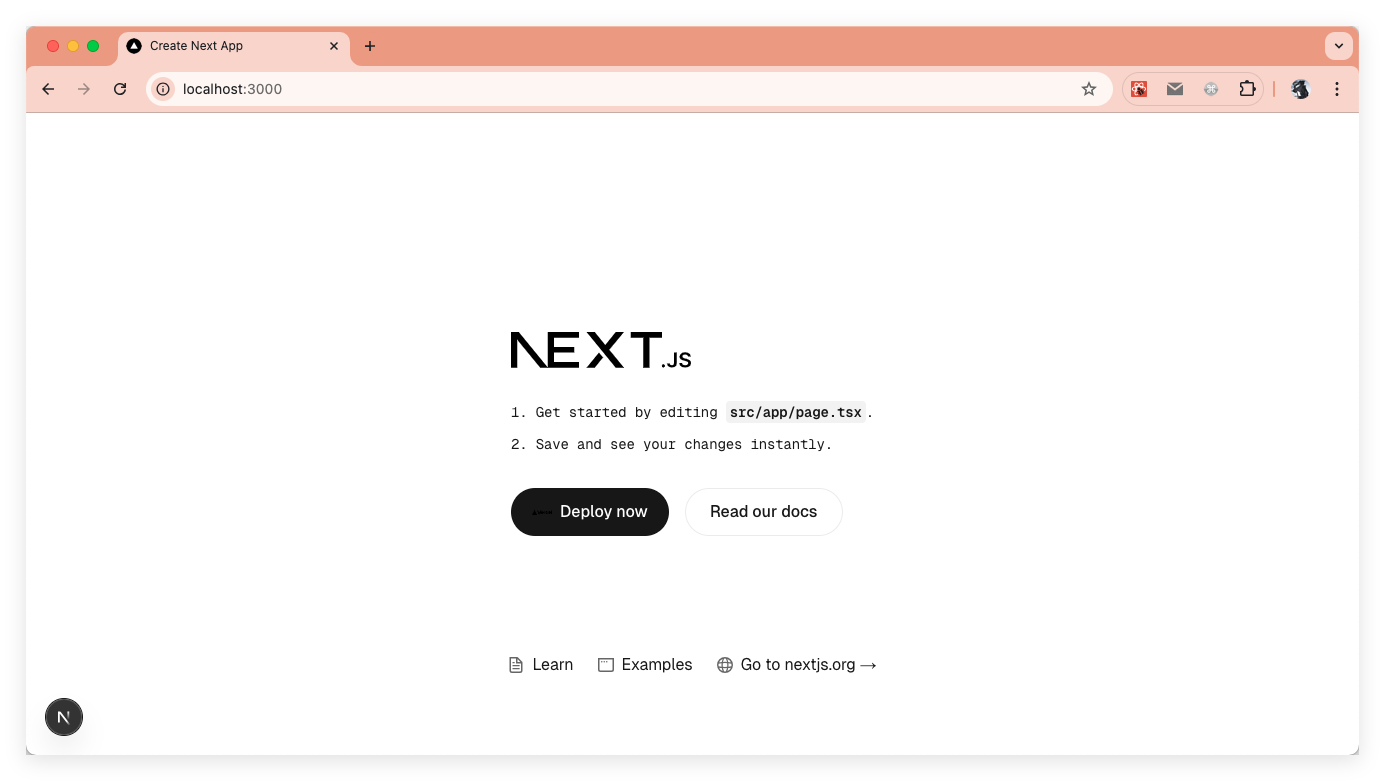 Create Next App
localhost:3000
NEXT.JS
1. Get started by editing src/app/page.tsx.
2. Save and see your changes instantly.
Deploy now
Read our docs
Learn
Examples
Go to nextjs.org →
N